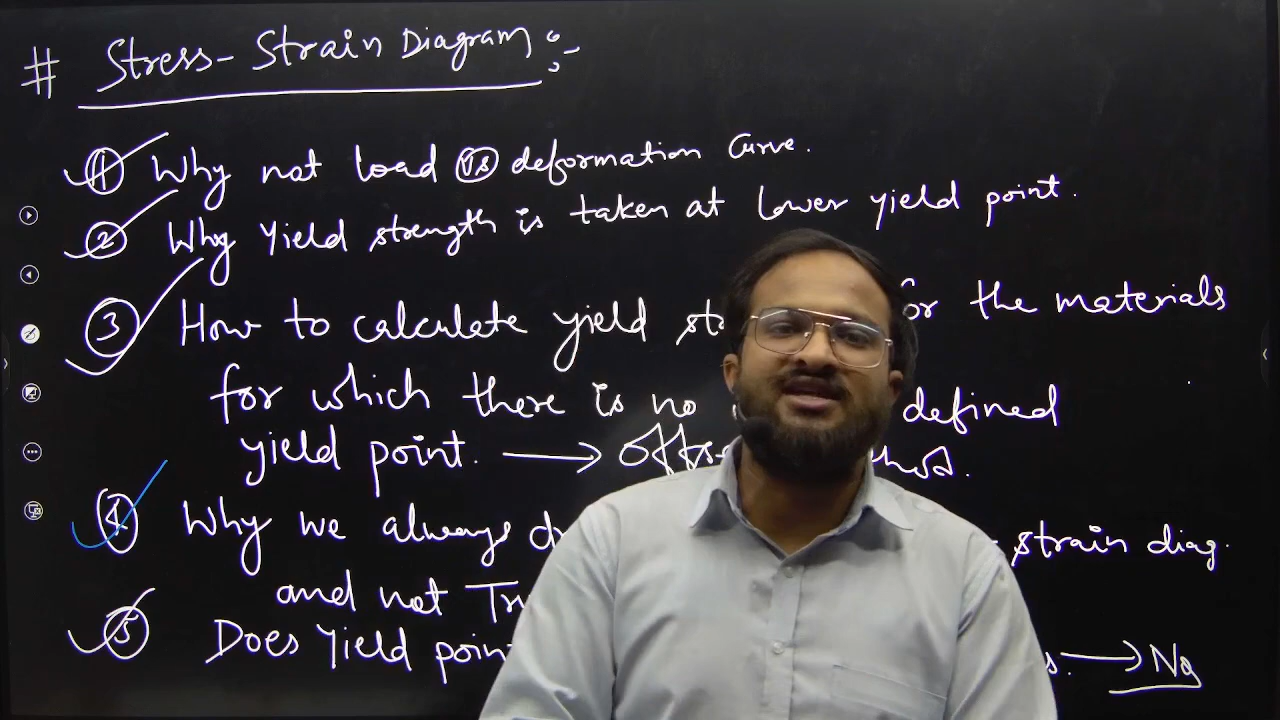 # Stress-Strain Diagram :-
① Why not load vs deformation Curve.
② Why Yield strength is taken at lower yield point.
③ How to calculate yield for the materials
for which there is no defined
yield point. → 
④ Why we always strain diag.
and not
⑤ Does Yield point → No